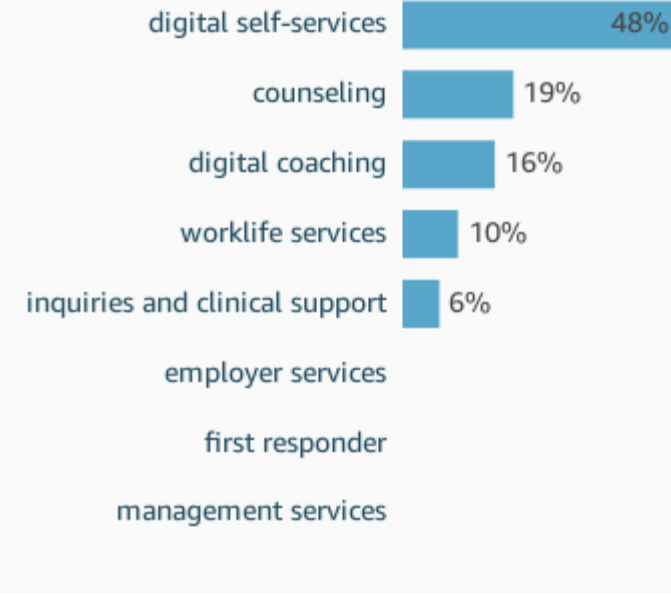 digital self-services 48%
counseling 19%
digital coaching 16%
worklife services 10%
inquiries and clinical support 6%
employer services
first responder
management services